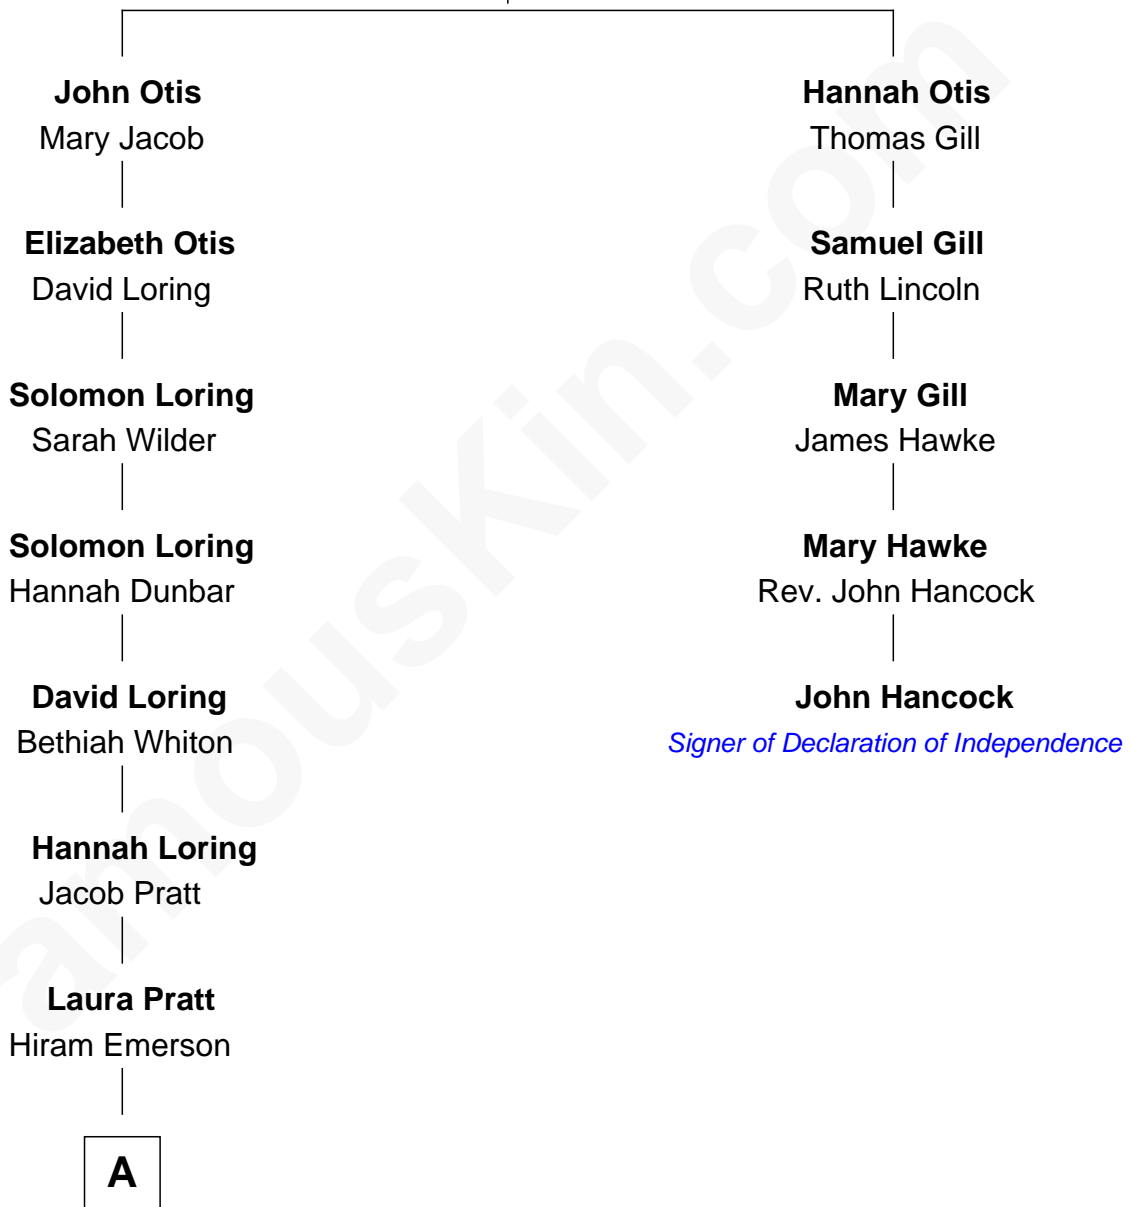 John Otis
Mary Jacob
Hannah Otis
Thomas Gill
Elizabeth Otis
David Loring
Samuel Gill
Ruth Lincoln
Solomon Loring
Sarah Wilder
Mary Gill
James Hawke
Solomon Loring
Hannah Dunbar
Mary Hawke
Rev. John Hancock
David Loring
Bethiah Whiton
John Hancock
Signer of Declaration of Independence
Hannah Loring
Jacob Pratt
Laura Pratt
Hiram Emerson
A
amousKin.com